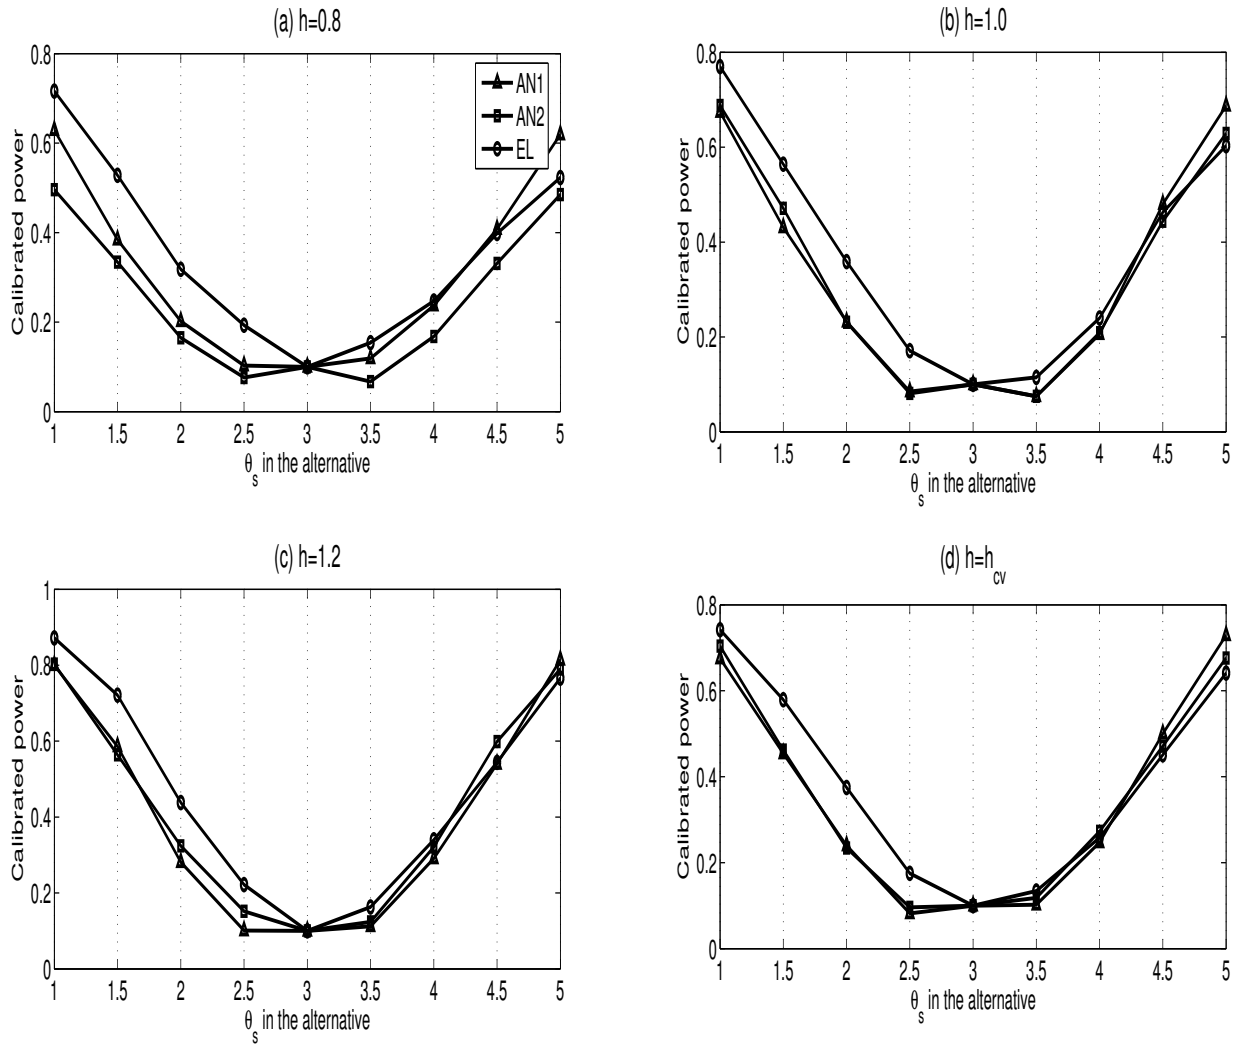 (a) h=0.8
0.8
0.6
0.4
0.2
0
Calibrated power
AN1
AN2
EL
1 1.5 2 2.5 3 3.5 4 4.5 5
θs in the alternative
(b) h=1.0
0.8
0.6
0.4
0.2
0
Calibrated power
1 1.5 2 2.5 3 3.5 4 4.5 5
θs in the alternative
(c) h=1.2
1
0.8
0.6
0.4
0.2
0
Calibrated power
1 1.5 2 2.5 3 3.5 4 4.5 5
θs in the alternative
(d) h=hcv
0.8
0.6
0.4
0.2
0
Calibrated power
1 1.5 2 2.5 3 3.5 4 4.5 5
θs in the alternative